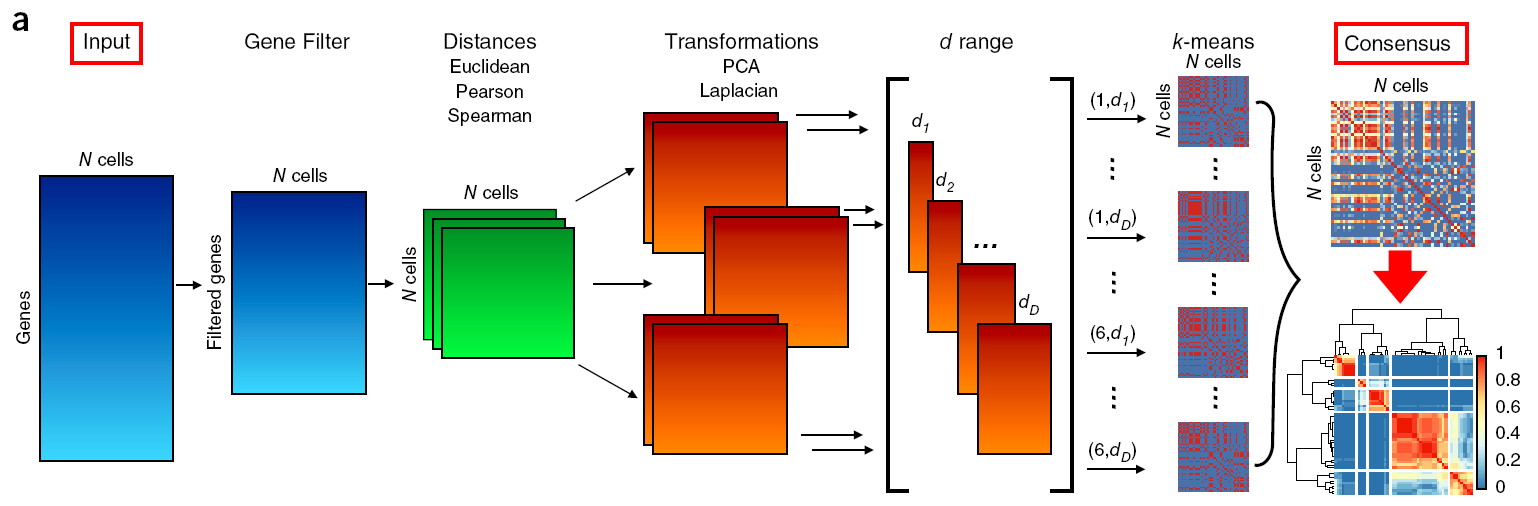 a
Input
Gene Filter
Distances
Euclidean
Pearson
Spearman
Transformations
PCA
Laplacian
d range
k-means
N cells
Consensus
N cells
N cells
Genes
N cells
Filtered genes
N cells
N cells
d1
d2
...
dD
(1,d1)
(1,dD)
(6,d1)
(6,dD)
N cells
N cells
1
0.8
0.6
0.4
0.2
0